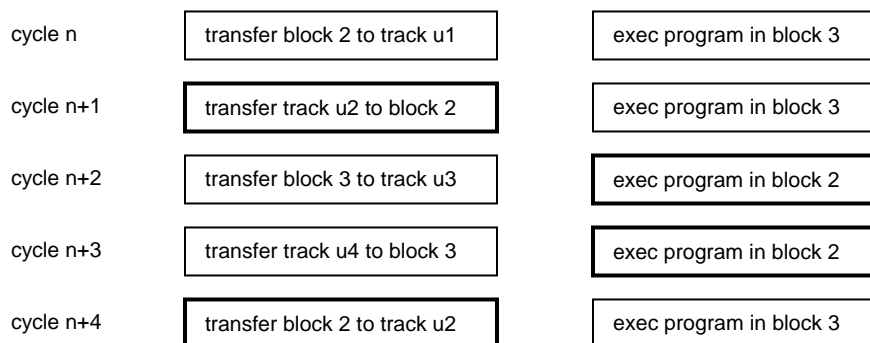 cycle n transfer block 2 to track u1 exec program in block 3
cycle n+1 transfer track u2 to block 2 exec program in block 3
cycle n+2 transfer block 3 to track u3 exec program in block 2
cycle n+3 transfer track u4 to block 3 exec program in block 2
cycle n+4 transfer block 2 to track u2 exec program in block 3